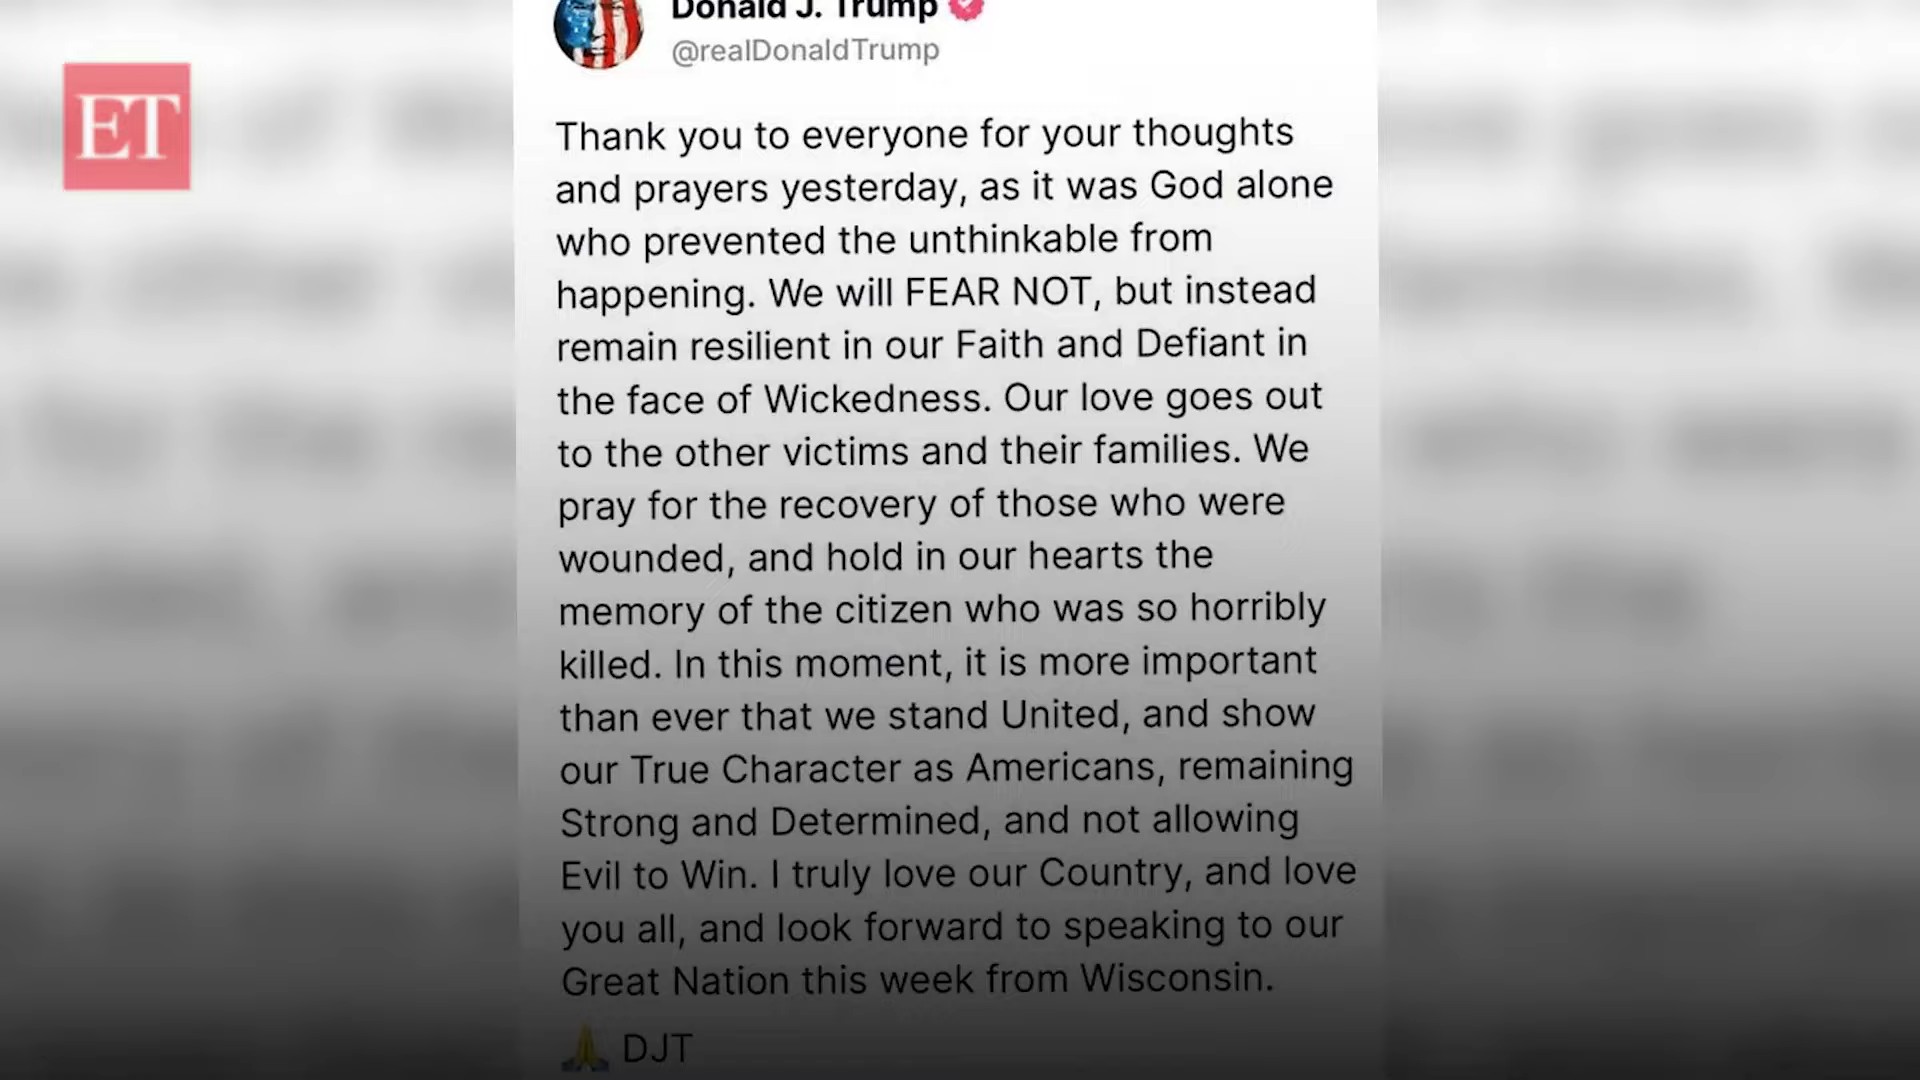 Donald J. Trump
@realDonaldTrump
ET
Thank you to everyone for your thoughts
and prayers yesterday, as it was God alone
who prevented the unthinkable from
happening. We will FEAR NOT, but instead
remain resilient in our Faith and Defiant in
the face of Wickedness. Our love goes out
to the other victims and their families. We
pray for the recovery of those who were
wounded, and hold in our hearts the
memory of the citizen who was so horribly
killed. In this moment, it is more important
than ever that we stand United, and show
our True Character as Americans, remaining
Strong and Determined, and not allowing
Evil to Win. I truly love our Country, and love
you all, and look forward to speaking to our
Great Nation this week from Wisconsin.
🙏 DJT